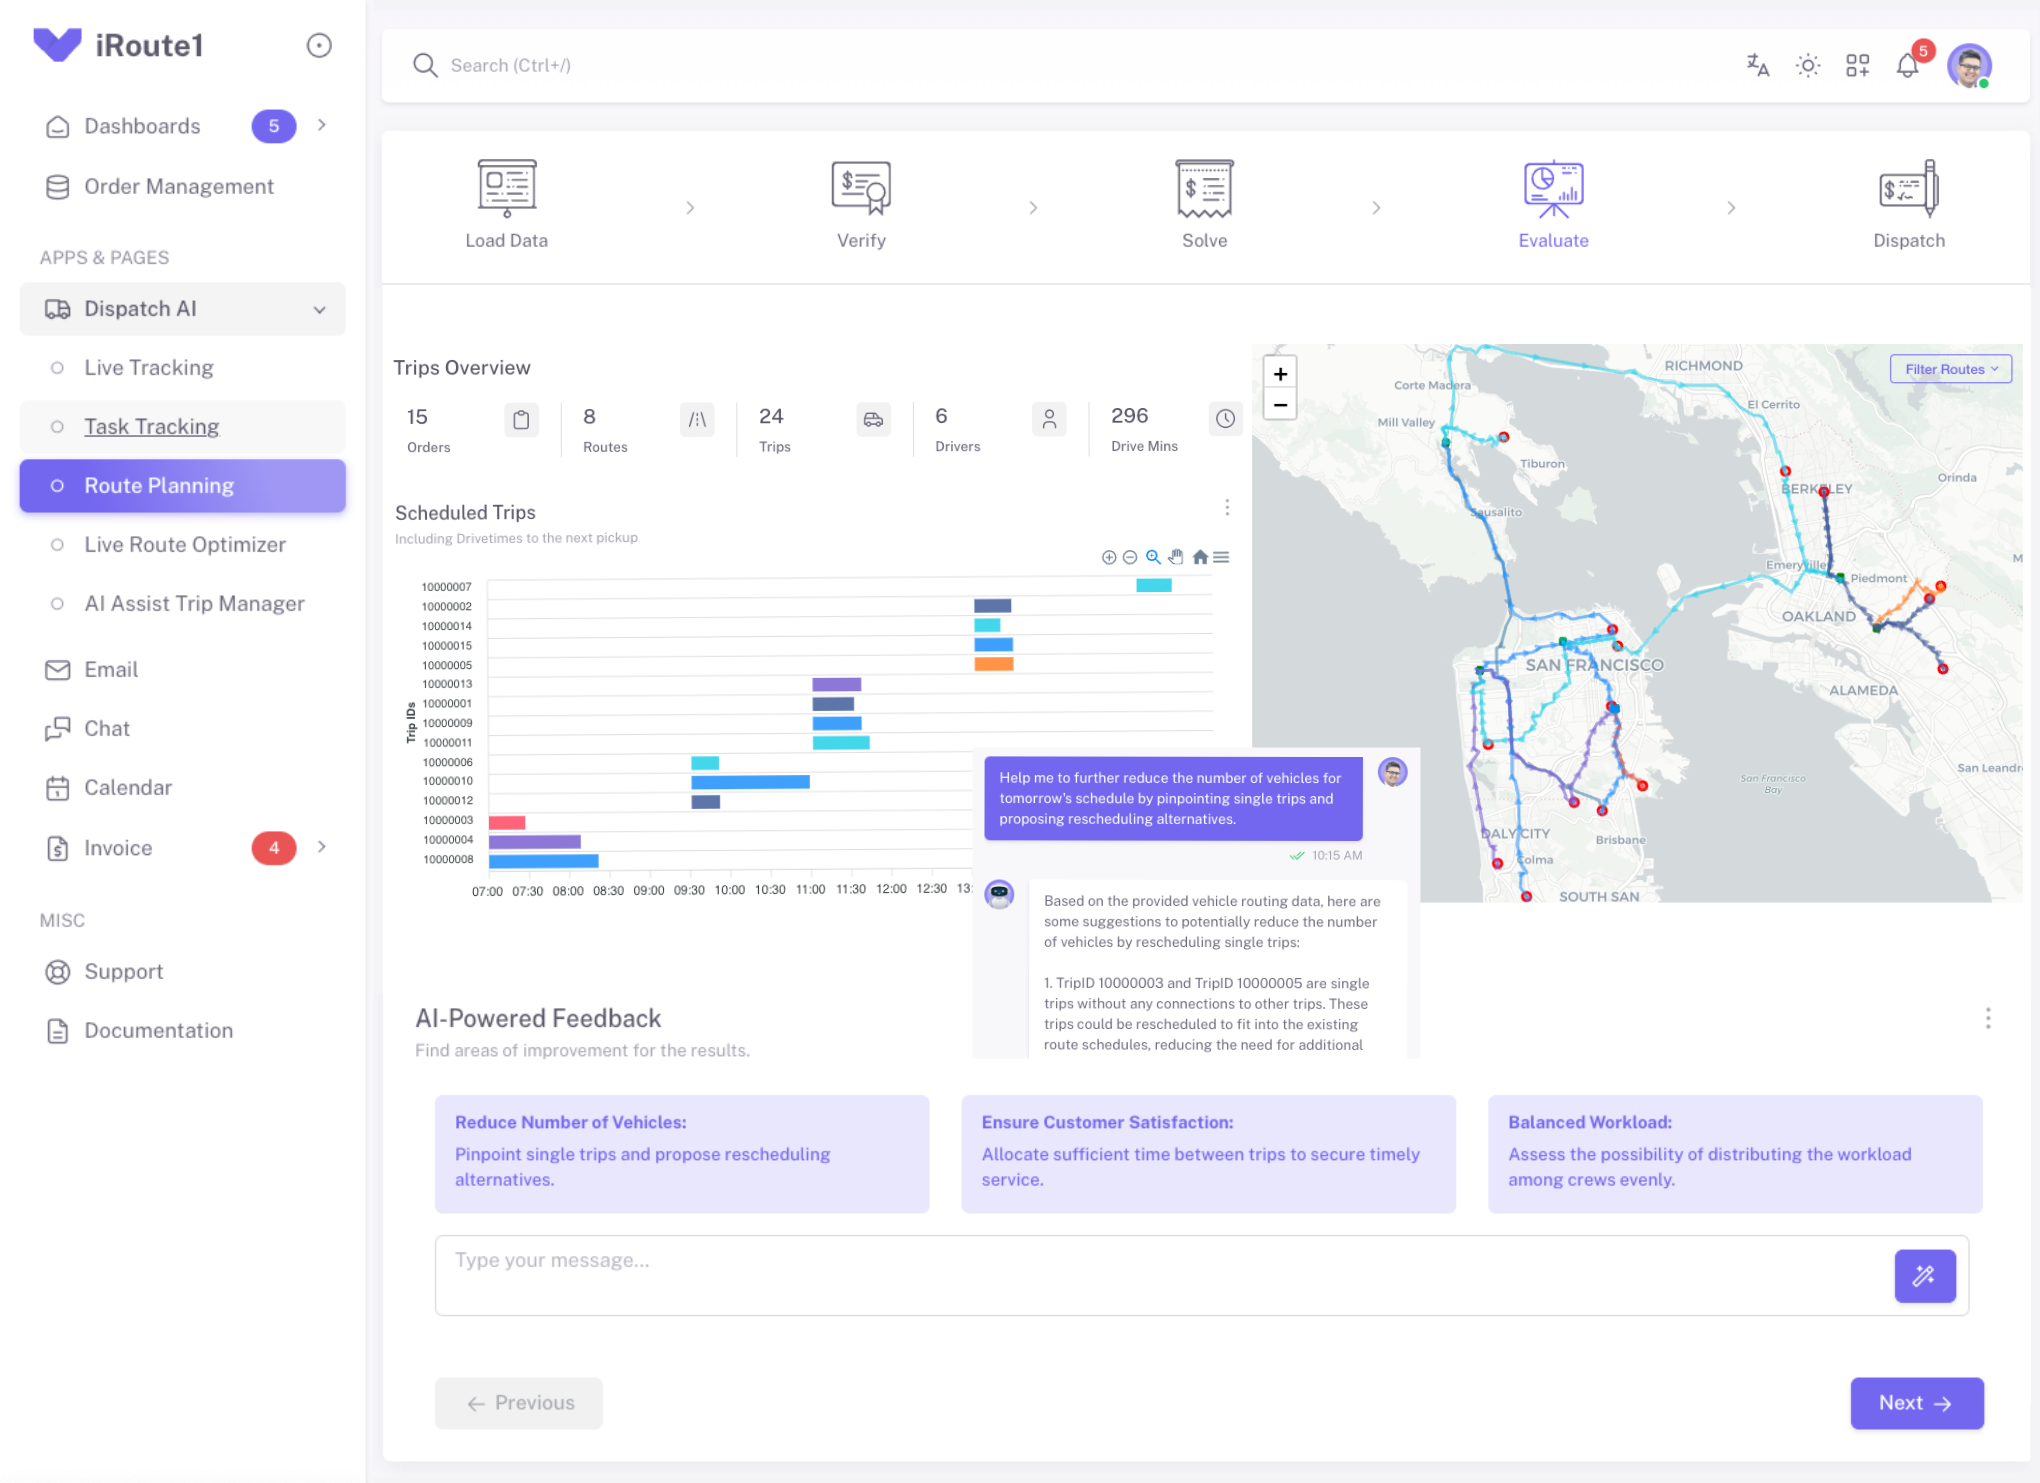 iRoute1
Dashboards
5
Order Management
APPS & PAGES
Dispatch AI
Live Tracking
Task Tracking
Route Planning
Live Route Optimizer
AI Assist Trip Manager
Email
Chat
Calendar
Invoice
4
MISC
Support
Documentation
Search (Ctrl+/)
5
Load Data
Verify
Solve
Evaluate
Dispatch
Trips Overview
15
Orders
8
Routes
24
Trips
6
Drivers
296
Drive Mins
Scheduled Trips
Including Drivetimes to the next pickup
Trip IDs
10000007
10000002
10000014
10000015
10000005
10000013
10000001
10000009
10000011
10000006
10000010
10000012
10000003
10000004
10000008
07:00 07:30 08:00 08:30 09:00 09:30 10:00 10:30 11:00 11:30 12:00 12:30 13:
+
−
Filter Routes
RICHMOND
Corte Madera
El Cerrito
Mill Valley
Tiburon
Orinda
BERKELEY
Sausalito
M
Emeryville
Piedmont
OAKLAND
SAN FRANCISCO
ALAMEDA
San Francisco
Bay
San Leandr
DALY CITY
Brisbane
Colma
SOUTH SAN
Help me to further reduce the number of vehicles for
tomorrow's schedule by pinpointing single trips and
proposing rescheduling alternatives.
10:15 AM
Based on the provided vehicle routing data, here are
some suggestions to potentially reduce the number
of vehicles by rescheduling single trips:
1. TripID 10000003 and TripID 10000005 are single
trips without any connections to other trips. These
trips could be rescheduled to fit into the existing
route schedules, reducing the need for additional
AI-Powered Feedback
Find areas of improvement for the results.
Reduce Number of Vehicles:
Pinpoint single trips and propose rescheduling
alternatives.
Ensure Customer Satisfaction:
Allocate sufficient time between trips to secure timely
service.
Balanced Workload:
Assess the possibility of distributing the workload
among crews evenly.
Type your message...
← Previous
Next →